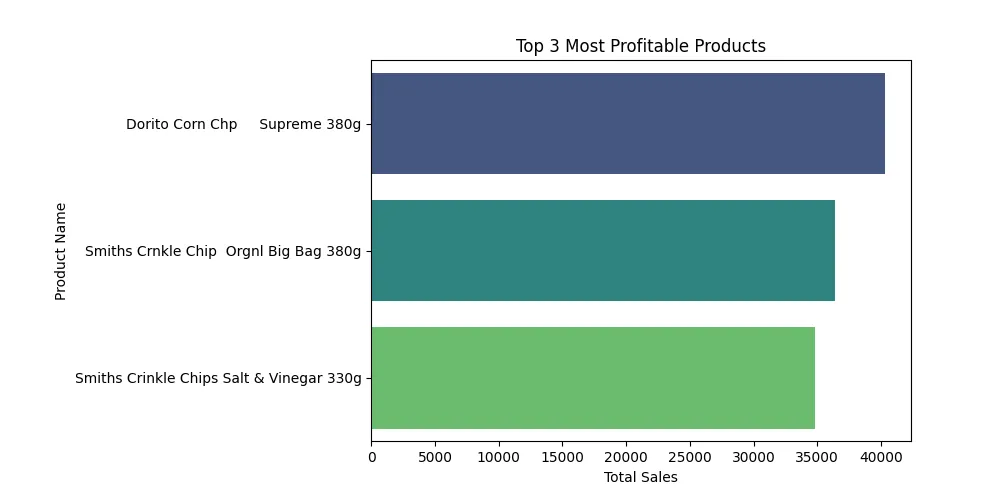 Top 3 Most Profitable Products
Product Name
Dorito Corn Chp     Supreme 380g
Smiths Crnkle Chip  Orgnl Big Bag 380g
Smiths Crinkle Chips Salt & Vinegar 330g
0 5000 10000 15000 20000 25000 30000 35000 40000
Total Sales